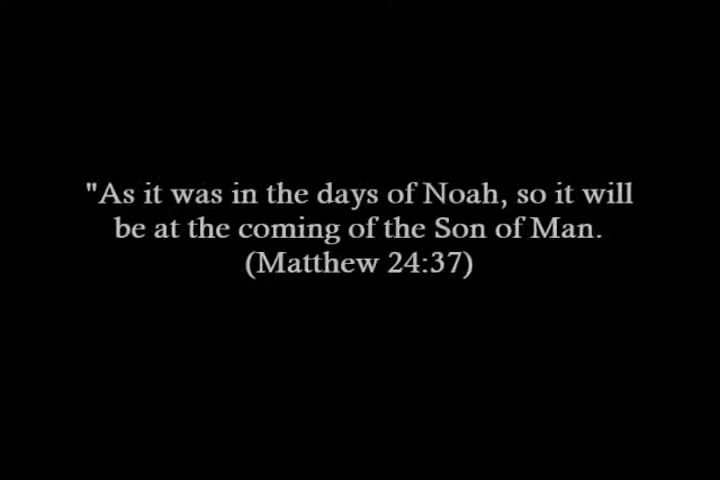 "As it was in the days of Noah, so it will
be at the coming of the Son of Man.
(Matthew 24:37)